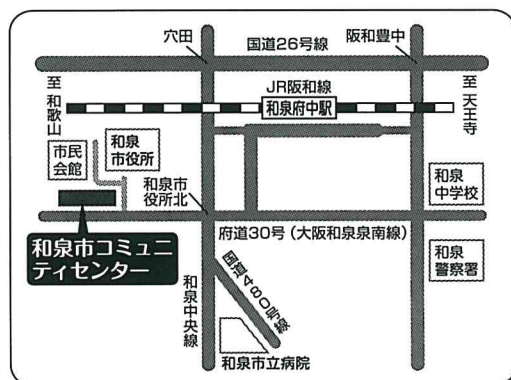 穴田
国道26号線
阪和豊中
至和歌山
JR阪和線
和泉府中駅
至天王寺
市民
会館
和泉
市役所
和泉市
役所北
和泉
中学校
府道30号(大阪和泉泉南線)
和泉市コミュニ
ティセンター
和泉中央線
国道480号線
和泉
警察署
和泉市立病院